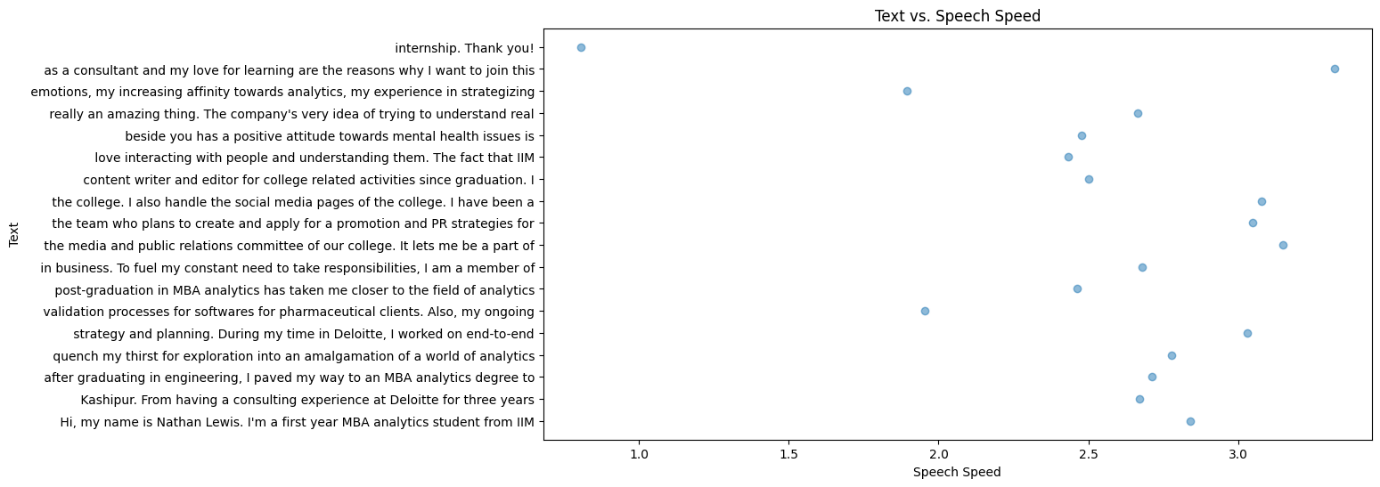 Text vs. Speech Speed
internship. Thank you!
as a consultant and my love for learning are the reasons why I want to join this
emotions, my increasing affinity towards analytics, my experience in strategizing
really an amazing thing. The company's very idea of trying to understand real
beside you has a positive attitude towards mental health issues is
love interacting with people and understanding them. The fact that IIM
content writer and editor for college related activities since graduation. I
the college. I also handle the social media pages of the college. I have been a
the team who plans to create and apply for a promotion and PR strategies for
the media and public relations committee of our college. It lets me be a part of
in business. To fuel my constant need to take responsibilities, I am a member of
post-graduation in MBA analytics has taken me closer to the field of analytics
validation processes for softwares for pharmaceutical clients. Also, my ongoing
strategy and planning. During my time in Deloitte, I worked on end-to-end
quench my thirst for exploration into an amalgamation of a world of analytics
after graduating in engineering, I paved my way to an MBA analytics degree to
Kashipur. From having a consulting experience at Deloitte for three years
Hi, my name is Nathan Lewis. I'm a first year MBA analytics student from IIM
Text
1.0 1.5 2.0 2.5 3.0
Speech Speed